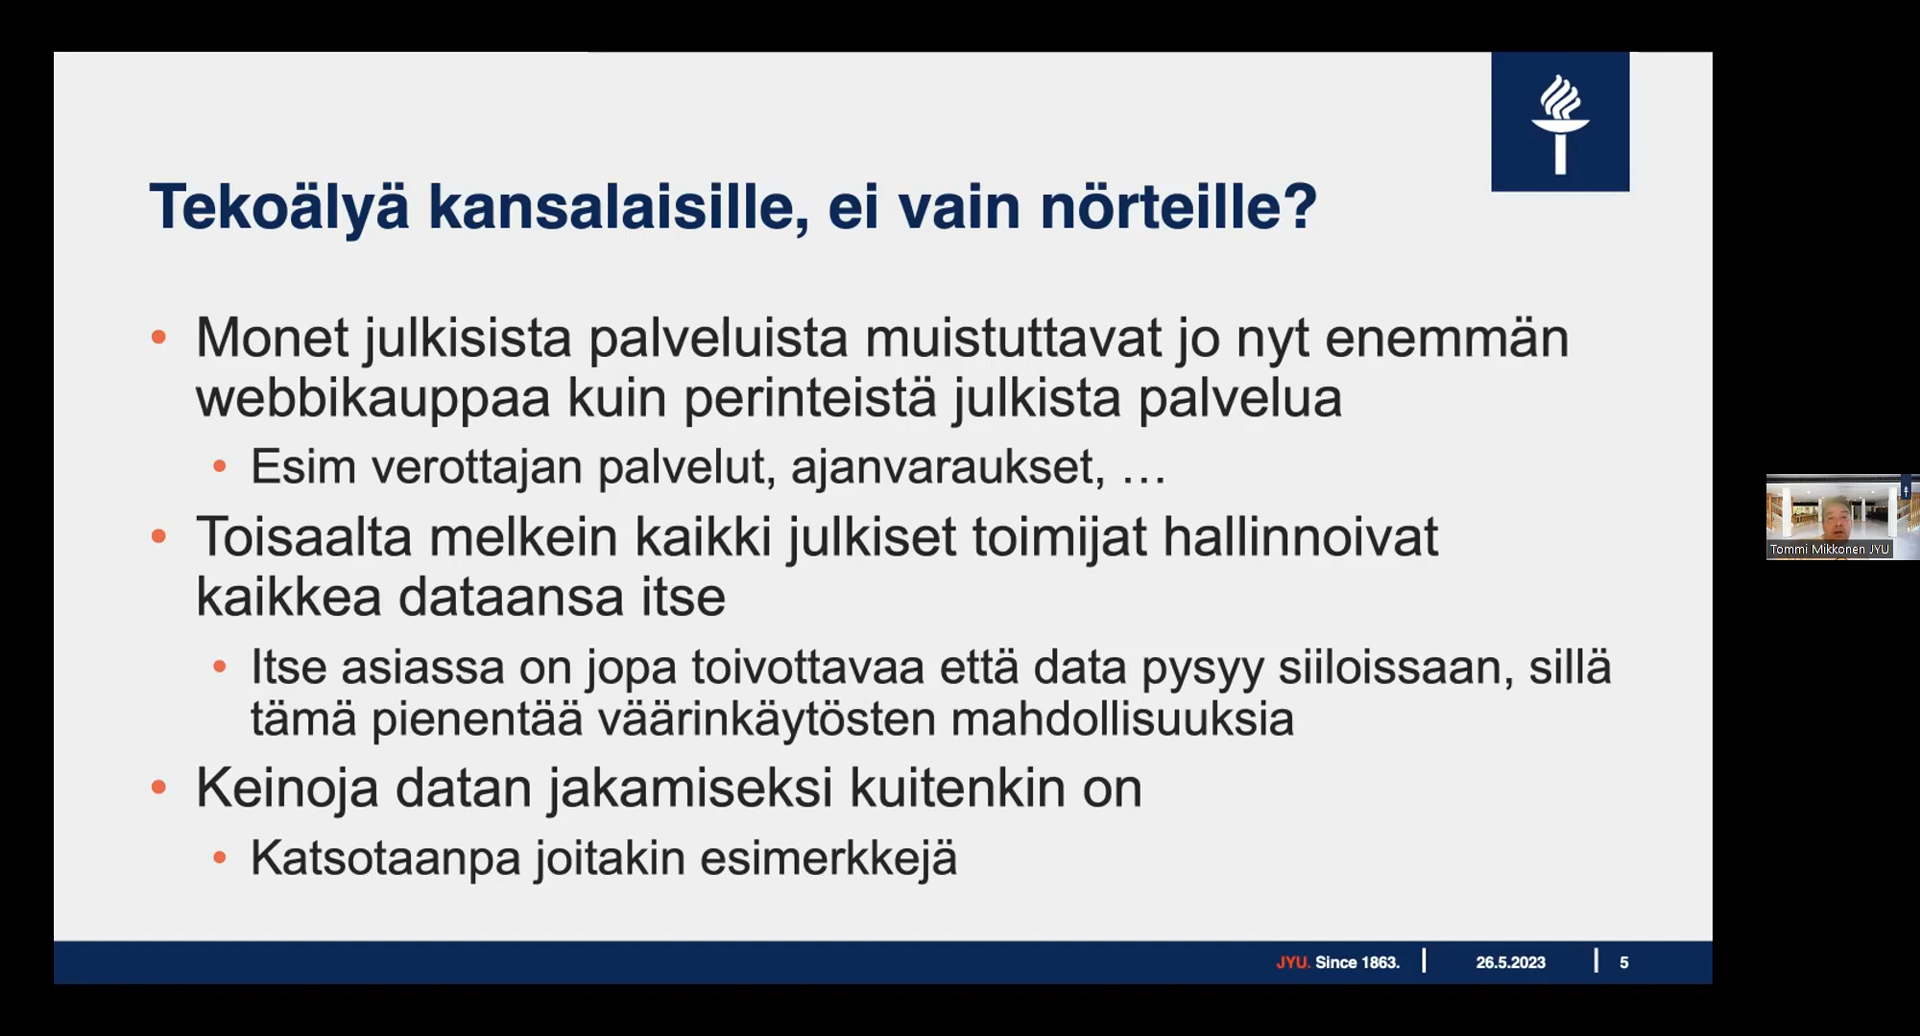 Tekoälyä kansalaisille, ei vain nörteille?
• Monet julkisista palveluista muistuttavat jo nyt enemmän
webbikauppaa kuin perinteistä julkista palvelua
• Esim verottajan palvelut, ajanvaraukset, …
• Toisaalta melkein kaikki julkiset toimijat hallinnoivat
kaikkea dataansa itse
• Itse asiassa on jopa toivottavaa että data pysyy siiloissaan, sillä
tämä pienentää väärinkäytösten mahdollisuuksia
• Keinoja datan jakamiseksi kuitenkin on
• Katsotaanpa joitakin esimerkkejä
Tommi Mikkonen JYU
JYU. Since 1863. | 26.5.2023 | 5